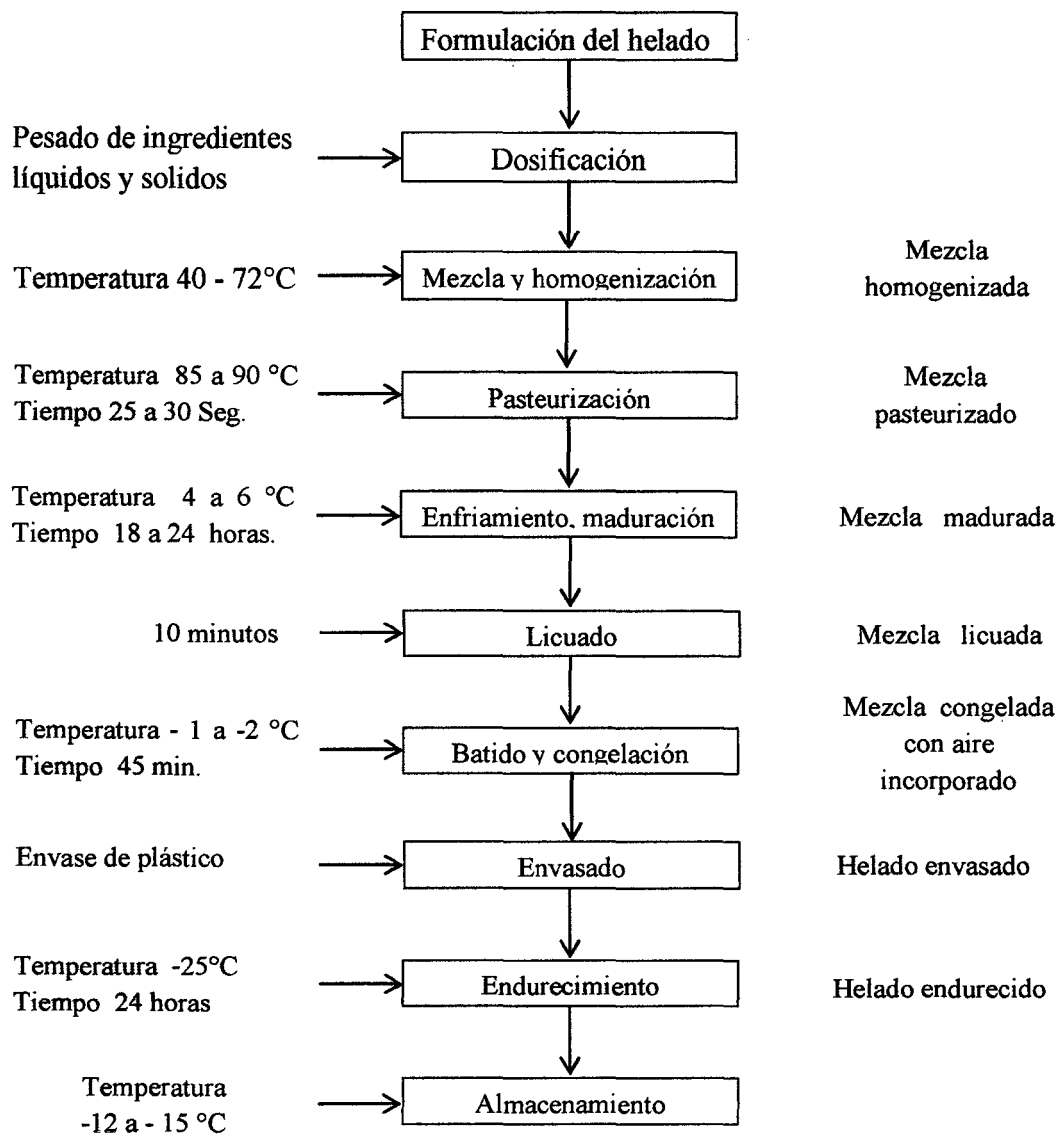 Formulación del helado
Pesado de ingredientes
líquidos y solidos
Dosificación
Temperatura 40 - 72°C
Mezcla y homogenización
Mezcla
homogenizada
Temperatura 85 a 90 °C
Tiempo 25 a 30 Seg.
Pasteurización
Mezcla
pasteurizado
Temperatura 4 a 6 °C
Tiempo 18 a 24 horas.
Enfriamiento, maduración
Mezcla madurada
10 minutos
Licuado
Mezcla licuada
Temperatura - 1 a -2 °C
Tiempo 45 min.
Batido y congelación
Mezcla congelada
con aire
incorporado
Envase de plástico
Envasado
Helado envasado
Temperatura -25°C
Tiempo 24 horas
Endurecimiento
Helado endurecido
Temperatura
-12 a - 15 °C
Almacenamiento